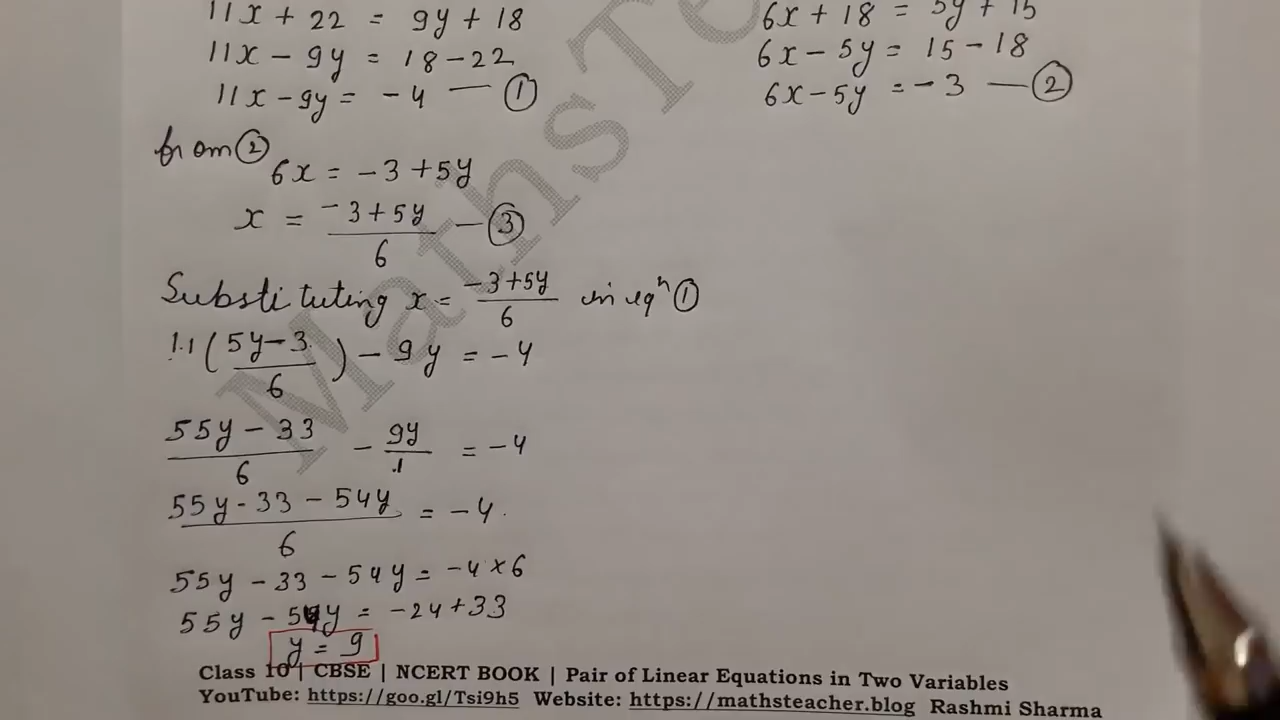 11x + 22 = 9y + 18
11x - 9y = 18 - 22
11x - 9y = -4 — ①
6x + 18 = 5y + 15
6x - 5y = 15 - 18
6x - 5y = -3 — ②
from ②
6x = -3 + 5y
x = (-3 + 5y)/6 — ③
Substituting x = (-3 + 5y)/6 in eqⁿ ①
11((5y - 3)/6) - 9y = -4
(55y - 33)/6 - 9y/1 = -4
(55y - 33 - 54y)/6 = -4
55y - 33 - 54y = -4 × 6
55y - 54y = -24 + 33
y = 9
Class 10 | CBSE | NCERT BOOK | Pair of Linear Equations in Two Variables
YouTube: https://goo.gl/Tsi9h5 Website: https://mathsteacher.blog Rashmi Sharma
MathsTe